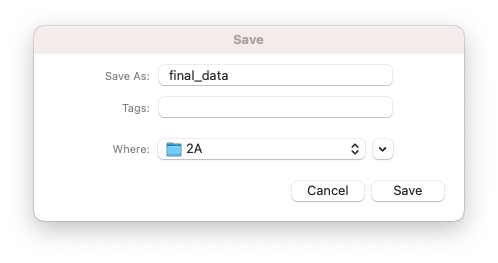 Save
Save As: final_data
Tags:
Where: 2A
Cancel Save